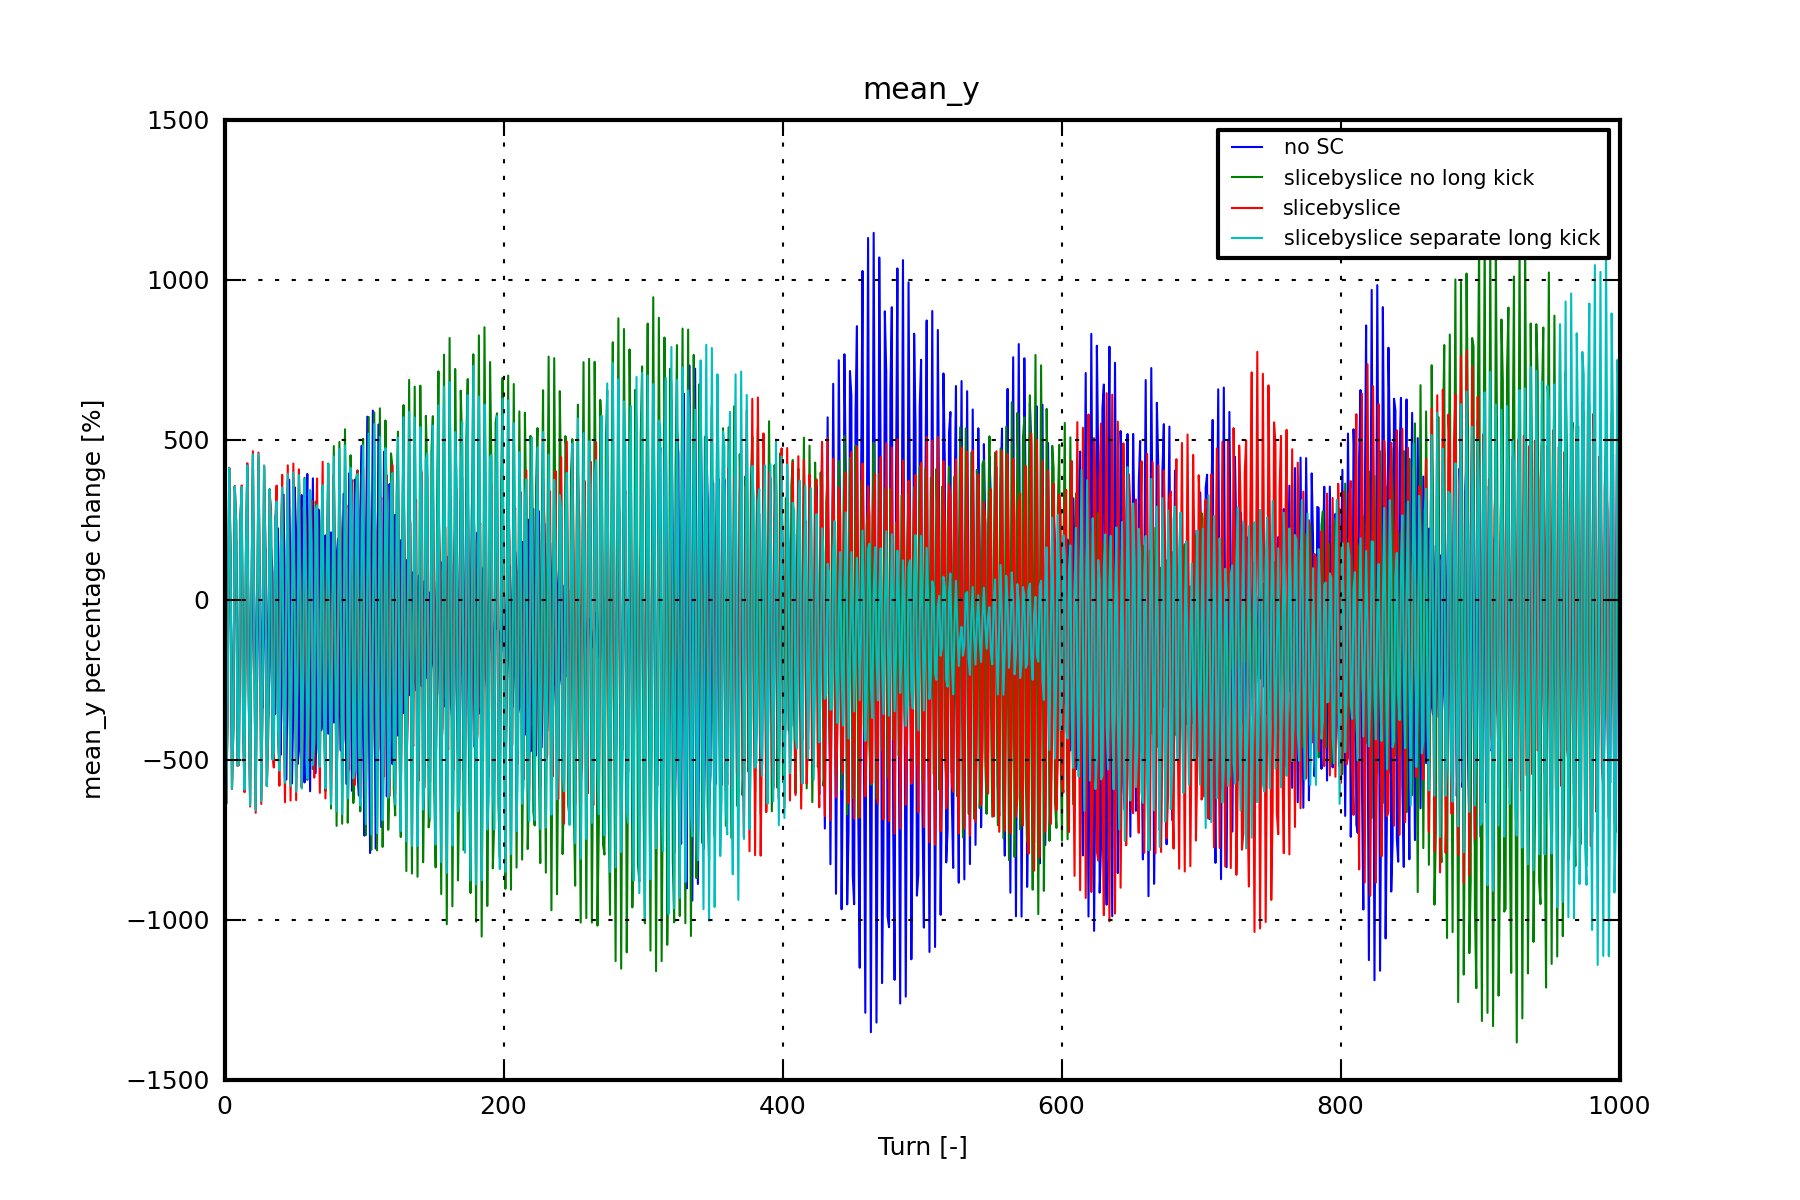 mean_y
1500
1000
500
0
−500
−1000
−1500
mean_y percentage change [%]
no SC
slicebyslice no long kick
slicebyslice
slicebyslice separate long kick
0 200 400 600 800 1000
Turn [-]